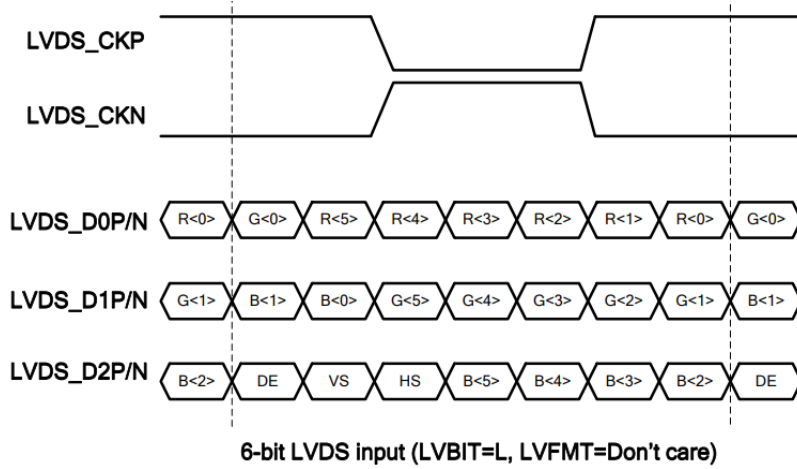 LVDS_CKP
LVDS_CKN
LVDS_D0P/N R<0> G<0> R<5> R<4> R<3> R<2> R<1> R<0> G<0>
LVDS_D1P/N G<1> B<1> B<0> G<5> G<4> G<3> G<2> G<1> B<1>
LVDS_D2P/N B<2> DE VS HS B<5> B<4> B<3> B<2> DE
6-bit LVDS input (LVBIT=L, LVFMT=Don't care)